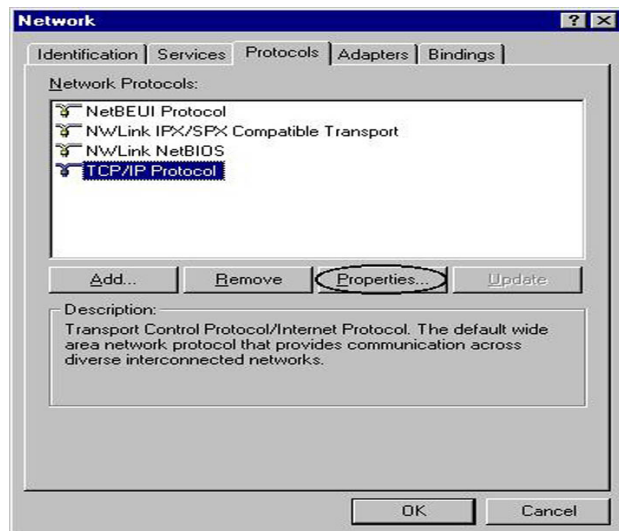 Network
Identification Services Protocols Adapters Bindings
Network Protocols:
NetBEUI Protocol
NWLink IPX/SPX Compatible Transport
NWLink NetBIOS
TCP/IP Protocol
Add... Remove Properties... Update
Description:
Transport Control Protocol/Internet Protocol. The default wide
area network protocol that provides communication across
diverse interconnected networks.
OK Cancel